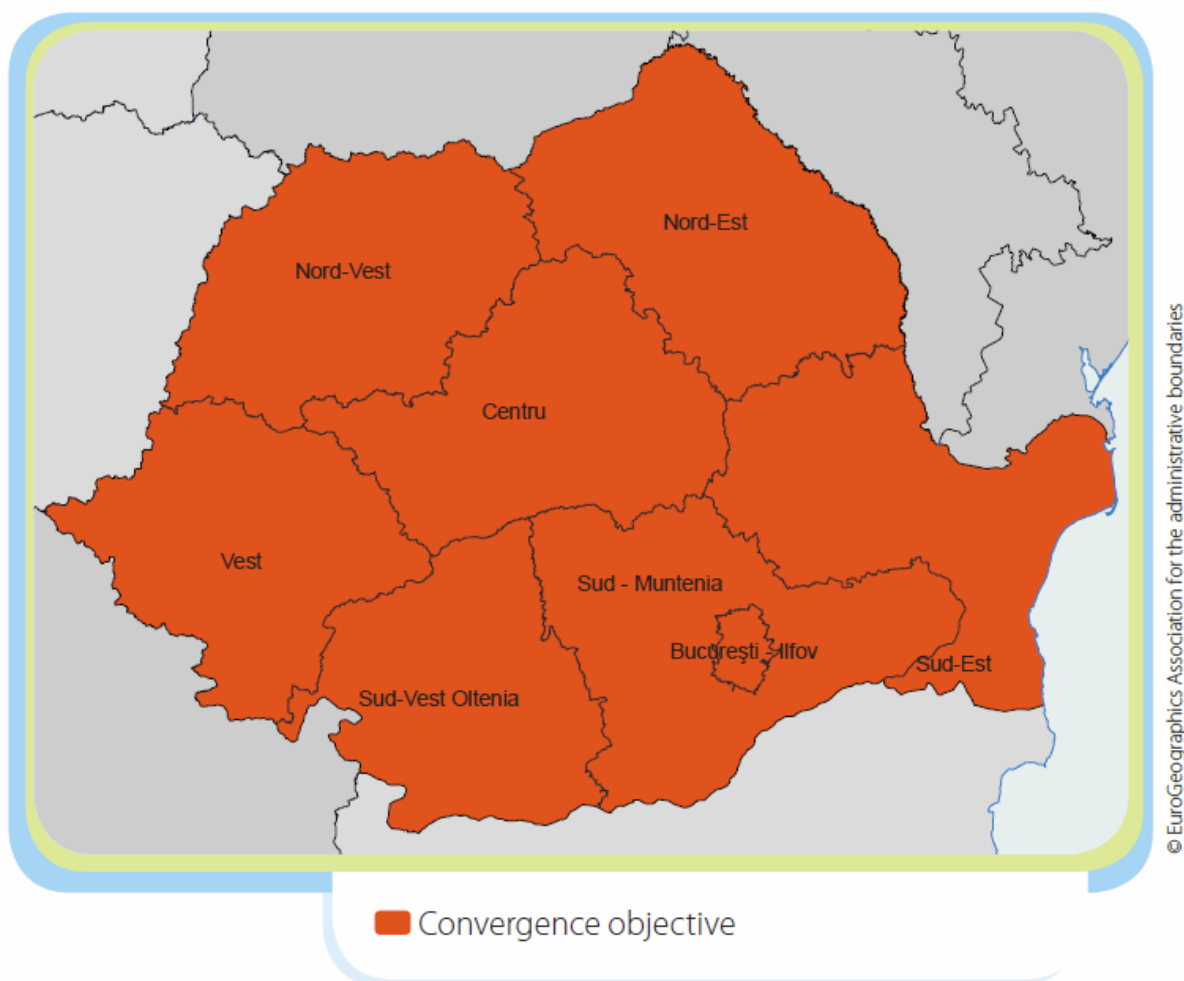 Nord-Est
Nord-Vest
Centru
Vest
Sud - Muntenia
Bucureşti - Ilfov
Sud-Est
Sud-Vest Oltenia
Convergence objective
© EuroGeographics Association for the administrative boundaries